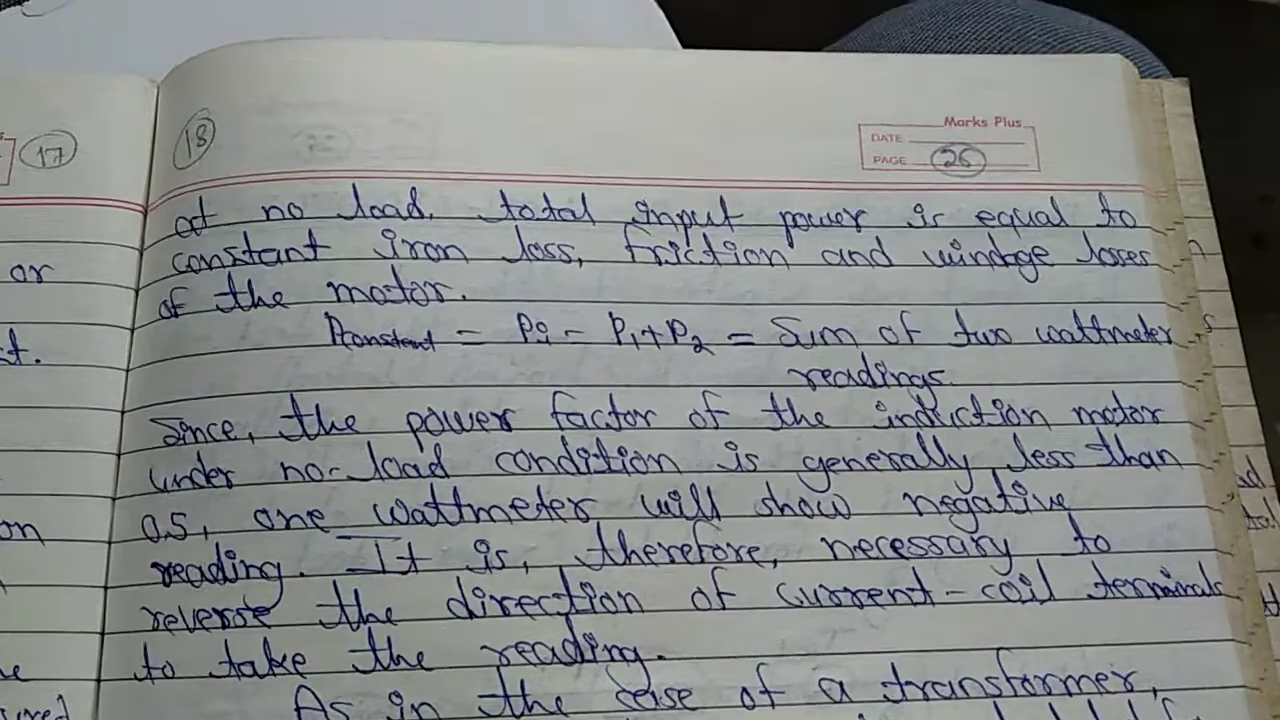 17
or
t.
on
18
Marks Plus
DATE
PAGE 26
at no load, total input power is equal to
constant iron loss, friction and windage losses
of the motor.
Pconstant = Pi = P1+P2 = Sum of two wattmeter
readings.
Since, the power factor of the induction motor
under no-load condition is generally less than
0.5, one wattmeter will show negative
reading. It is, therefore, necessary to
reverse the direction of current-coil terminals
to take the reading.
As in the case of a transformer,